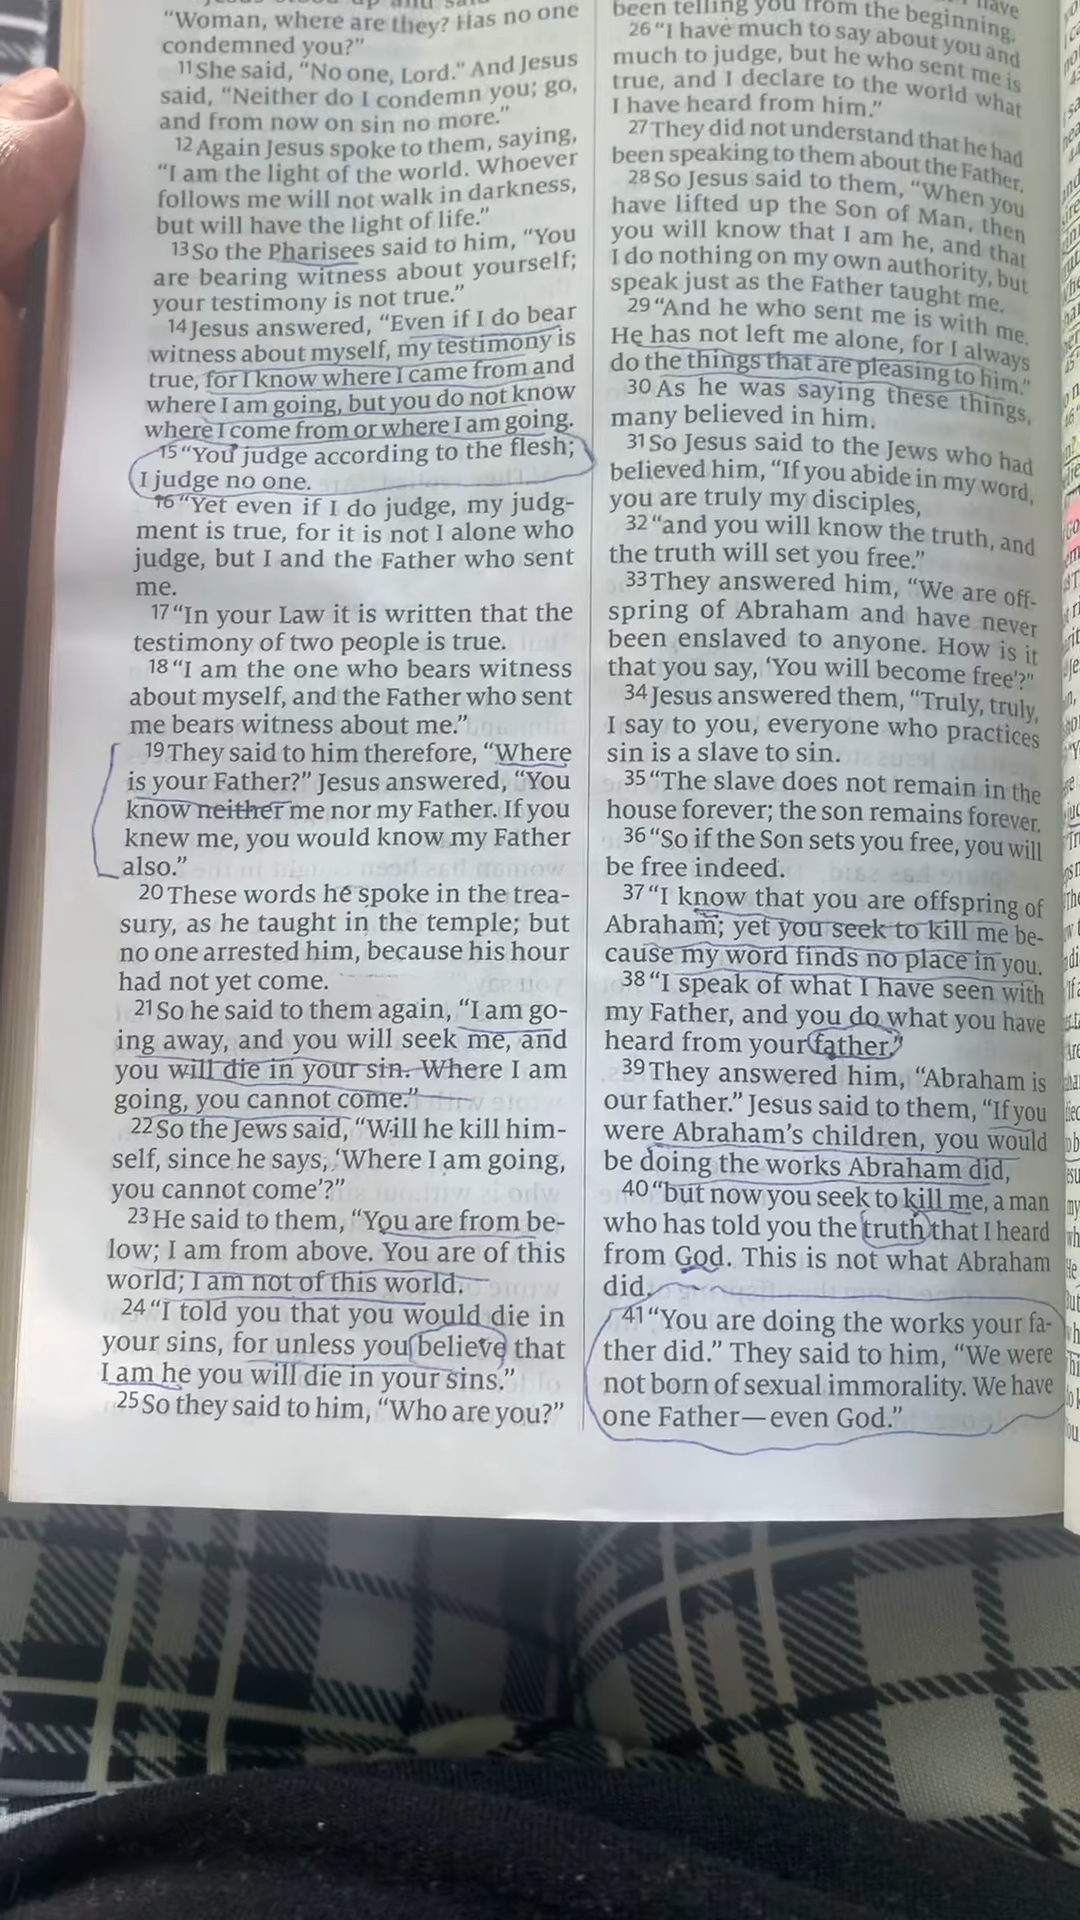 “Woman, where are they? Has no one
condemned you?”
11 She said, “No one, Lord.” And Jesus
said, “Neither do I condemn you; go,
and from now on sin no more.”
12 Again Jesus spoke to them, saying,
“I am the light of the world. Whoever
follows me will not walk in darkness,
but will have the light of life.”
13 So the Pharisees said to him, “You
are bearing witness about yourself;
your testimony is not true.”
14 Jesus answered, “Even if I do bear
witness about myself, my testimony is
true, for I know where I came from and
where I am going, but you do not know
where I come from or where I am going.
15 “You judge according to the flesh;
I judge no one.
16 “Yet even if I do judge, my judg-
ment is true, for it is not I alone who
judge, but I and the Father who sent
me.
17 “In your Law it is written that the
testimony of two people is true.
18 “I am the one who bears witness
about myself, and the Father who sent
me bears witness about me.”
19 They said to him therefore, “Where
is your Father?” Jesus answered, “You
know neither me nor my Father. If you
knew me, you would know my Father
also.”
20 These words he spoke in the trea-
sury, as he taught in the temple; but
no one arrested him, because his hour
had not yet come.
21 So he said to them again, “I am go-
ing away, and you will seek me, and
you will die in your sin. Where I am
going, you cannot come.”
22 So the Jews said, “Will he kill him-
self, since he says, ‘Where I am going,
you cannot come’?”
23 He said to them, “You are from be-
low; I am from above. You are of this
world; I am not of this world.
24 “I told you that you would die in
your sins, for unless you believe that
I am he you will die in your sins.”
25 So they said to him, “Who are you?”
been telling you from the beginning.
26 “I have much to say about you and
much to judge, but he who sent me is
true, and I declare to the world what
I have heard from him.”
27 They did not understand that he had
been speaking to them about the Father.
28 So Jesus said to them, “When you
have lifted up the Son of Man, then
you will know that I am he, and that
I do nothing on my own authority, but
speak just as the Father taught me.
29 “And he who sent me is with me.
He has not left me alone, for I always
do the things that are pleasing to him.”
30 As he was saying these things,
many believed in him.
31 So Jesus said to the Jews who had
believed him, “If you abide in my word,
you are truly my disciples,
32 “and you will know the truth, and
the truth will set you free.”
33 They answered him, “We are off-
spring of Abraham and have never
been enslaved to anyone. How is it
that you say, ‘You will become free’?”
34 Jesus answered them, “Truly, truly,
I say to you, everyone who practices
sin is a slave to sin.
35 “The slave does not remain in the
house forever; the son remains forever.
36 “So if the Son sets you free, you will
be free indeed.
37 “I know that you are offspring of
Abraham; yet you seek to kill me be-
cause my word finds no place in you.
38 “I speak of what I have seen with
my Father, and you do what you have
heard from your father.”
39 They answered him, “Abraham is
our father.” Jesus said to them, “If you
were Abraham’s children, you would
be doing the works Abraham did,
40 “but now you seek to kill me, a man
who has told you the truth that I heard
from God. This is not what Abraham
did.
41 “You are doing the works your fa-
ther did.” They said to him, “We were
not born of sexual immorality. We have
one Father—even God.”